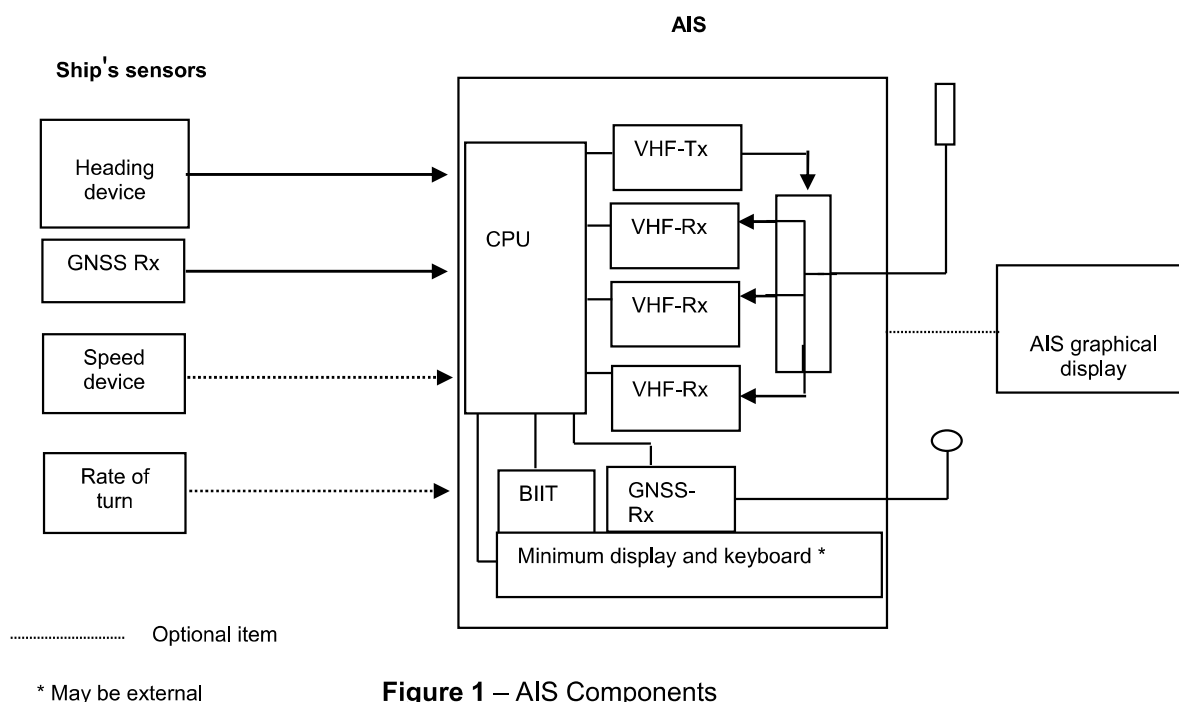 AIS
Ship's sensors
Heading
device
GNSS Rx
Speed
device
Rate of
turn
CPU
VHF-Tx
VHF-Rx
VHF-Rx
VHF-Rx
BIIT
GNSS-
Rx
Minimum display and keyboard *
AIS graphical
display
Optional item
* May be external
Figure 1 – AIS Components